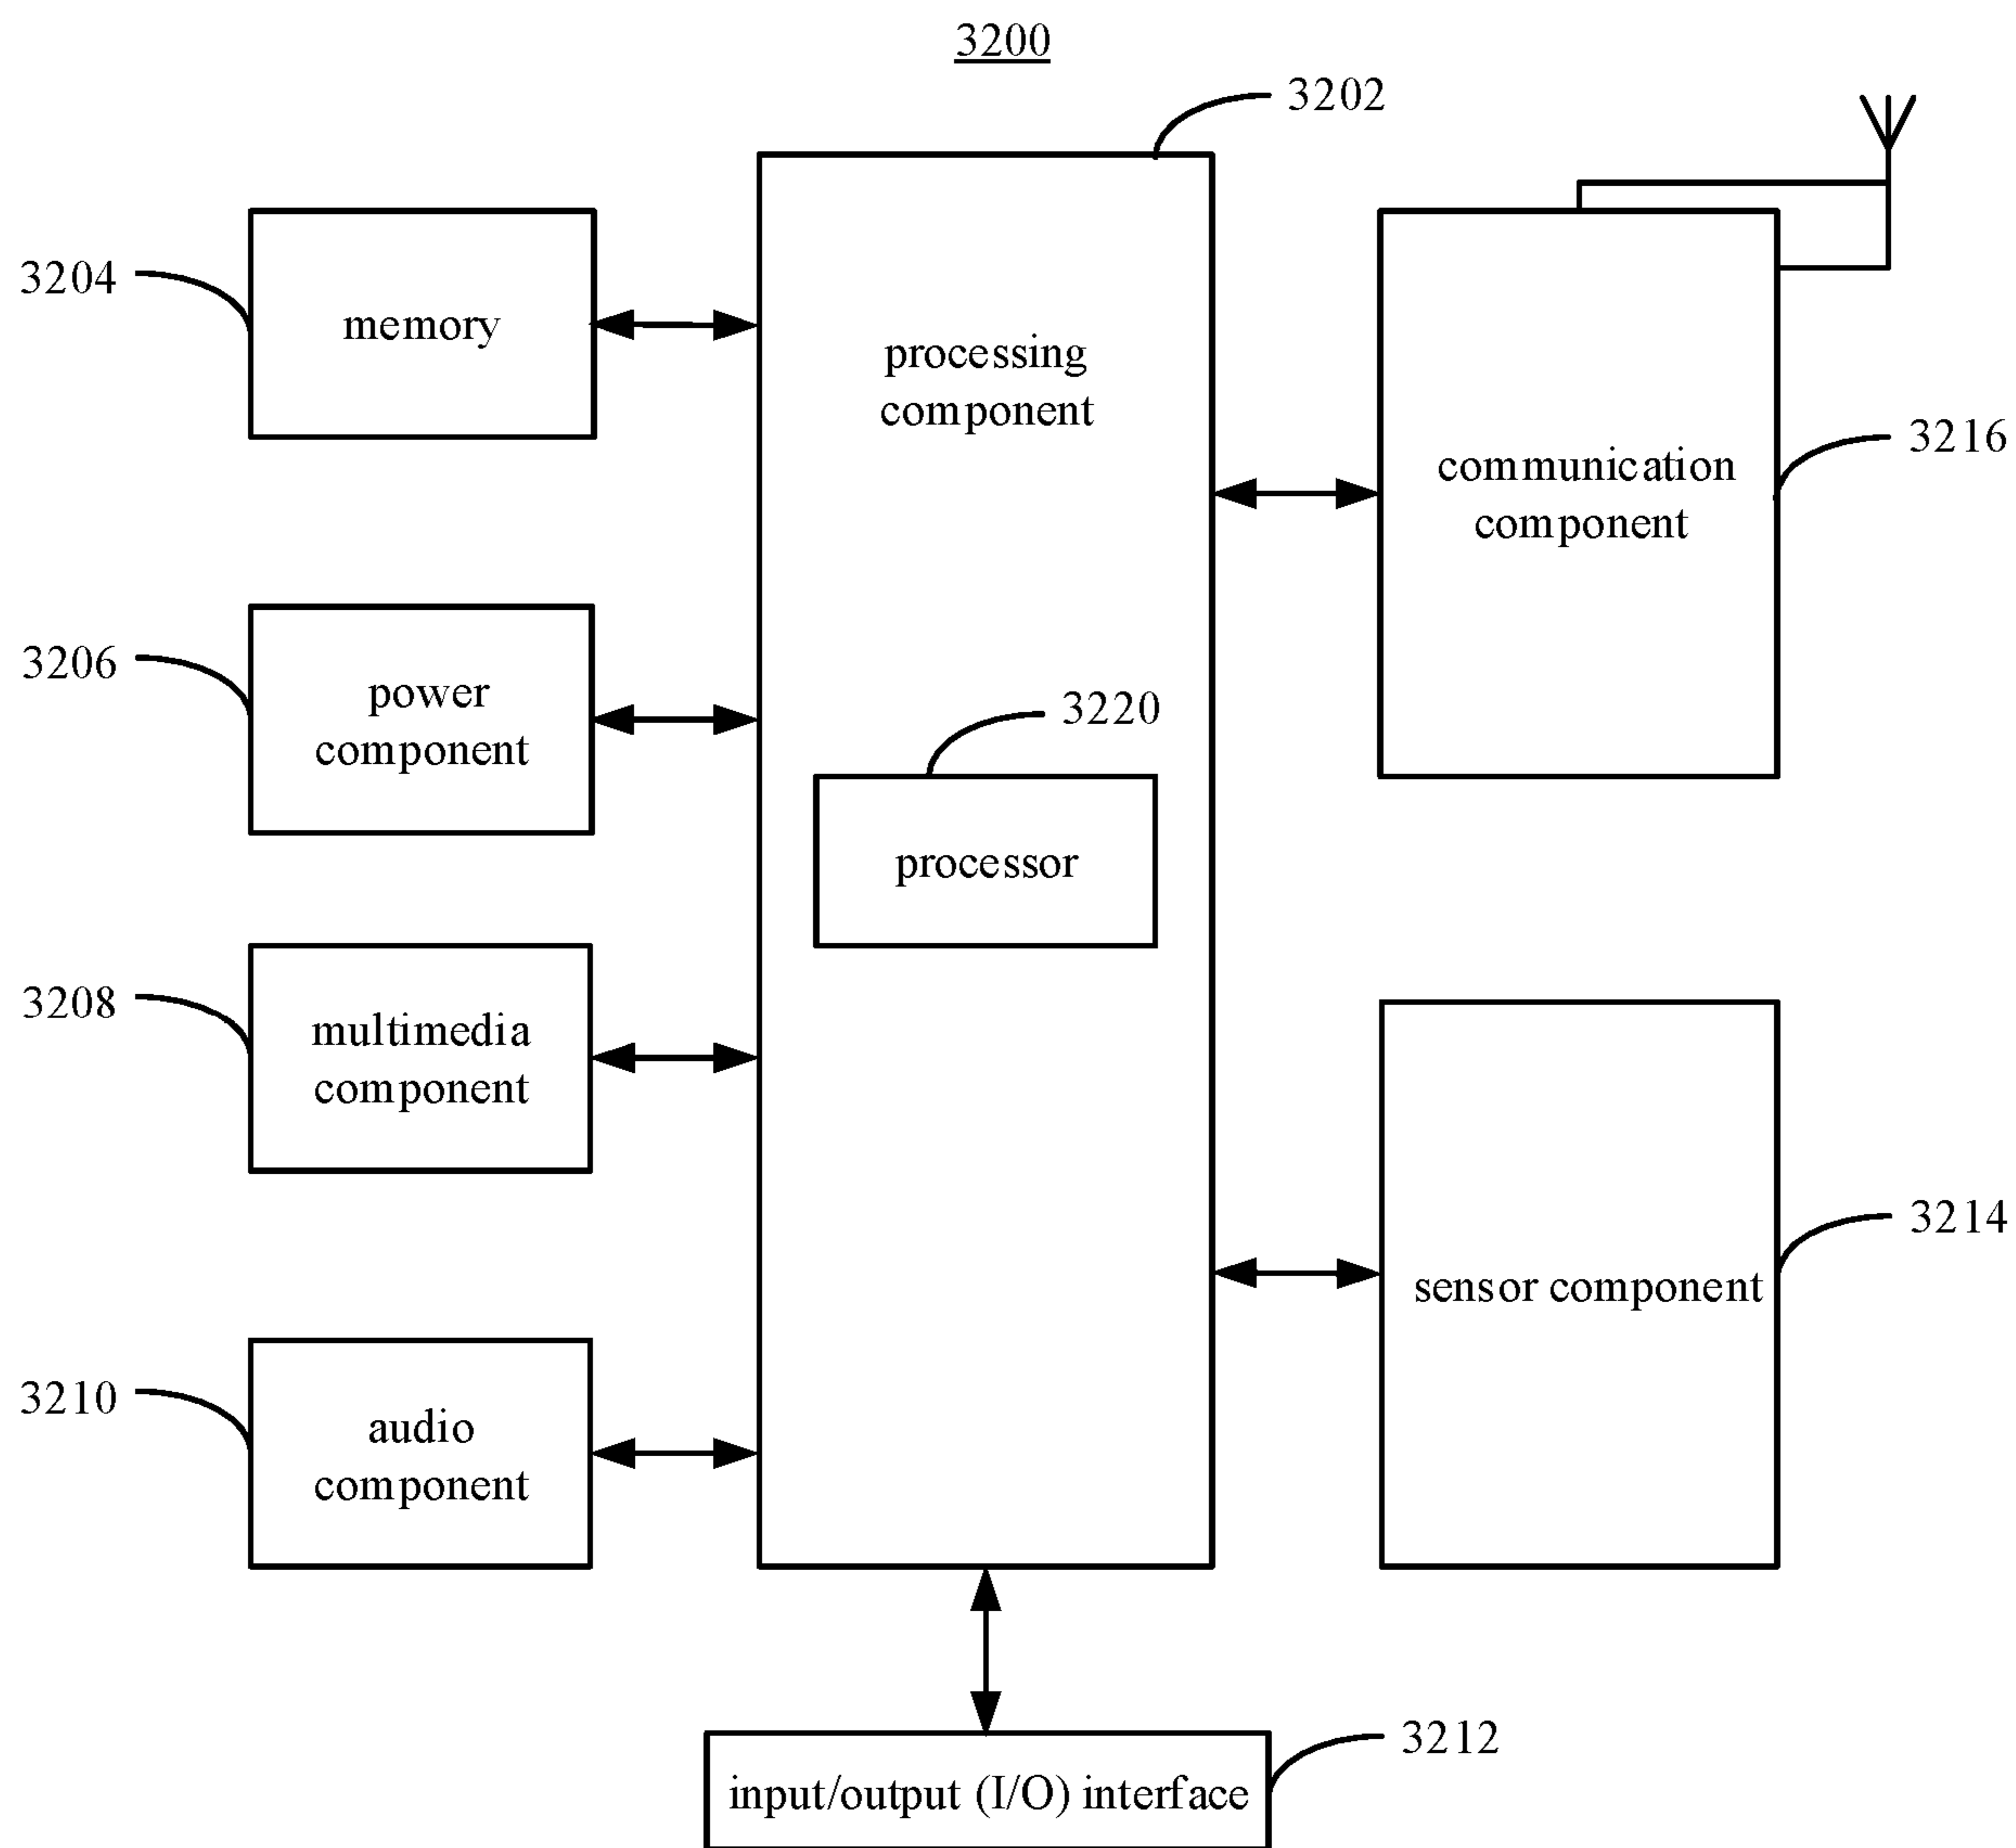 3200
3202
3204
memory
processing
component
communication
component
3216
3206
power
component
3220
processor
3208
multimedia
component
3214
sensor component
3210
audio
component
3212
input/output (I/O) interface